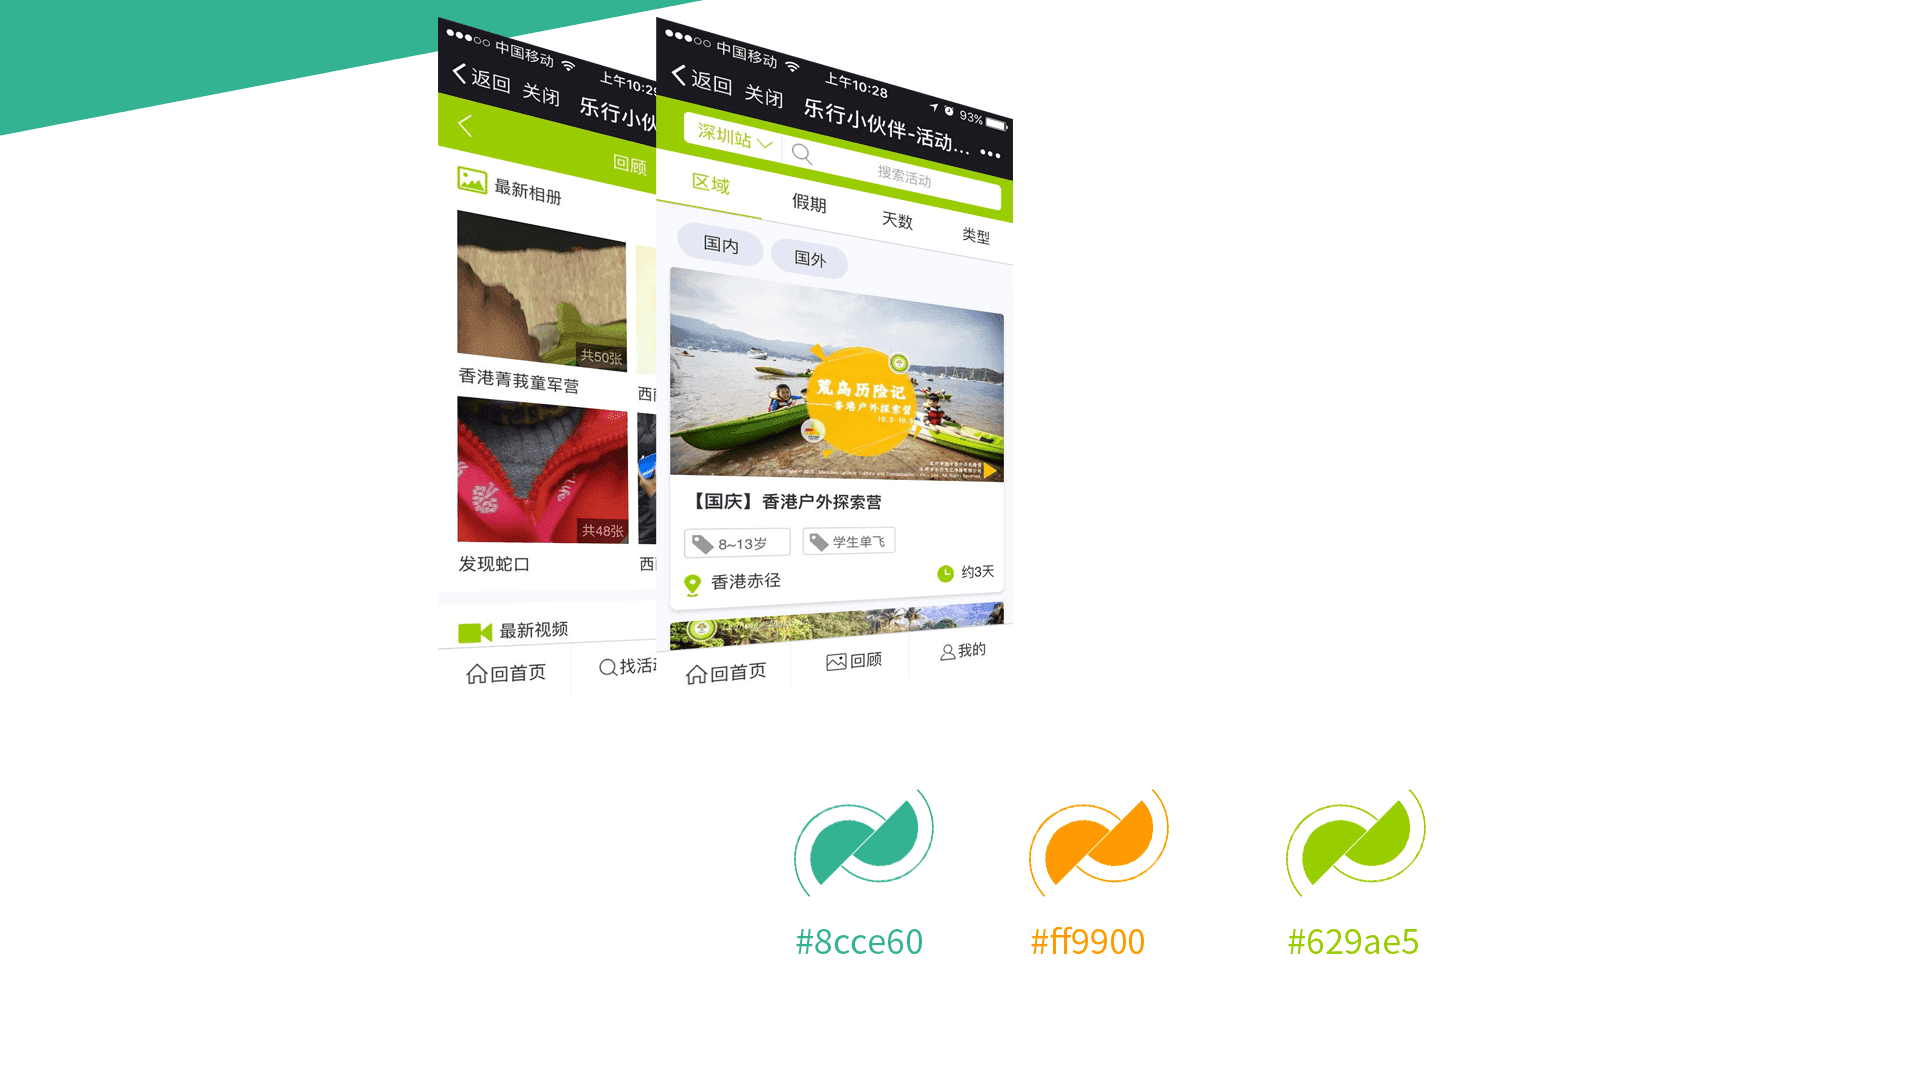 中国移动
上午10:29
返回 关闭 乐行小伙
回顾
最新相册
共50张
香港菁莪童军营
西南
共48张
发现蛇口
最新视频
回首页
找活动
中国移动
上午10:28
93%
返回 关闭 乐行小伙伴-活动...
深圳站
搜索活动
区域
假期
天数
类型
国内
国外
荒岛历险记
香港户外探索营
【国庆】香港户外探索营
8~13岁
学生单飞
香港赤径
约3天
回首页
回顾
我的
#8cce60
#ff9900
#629ae5